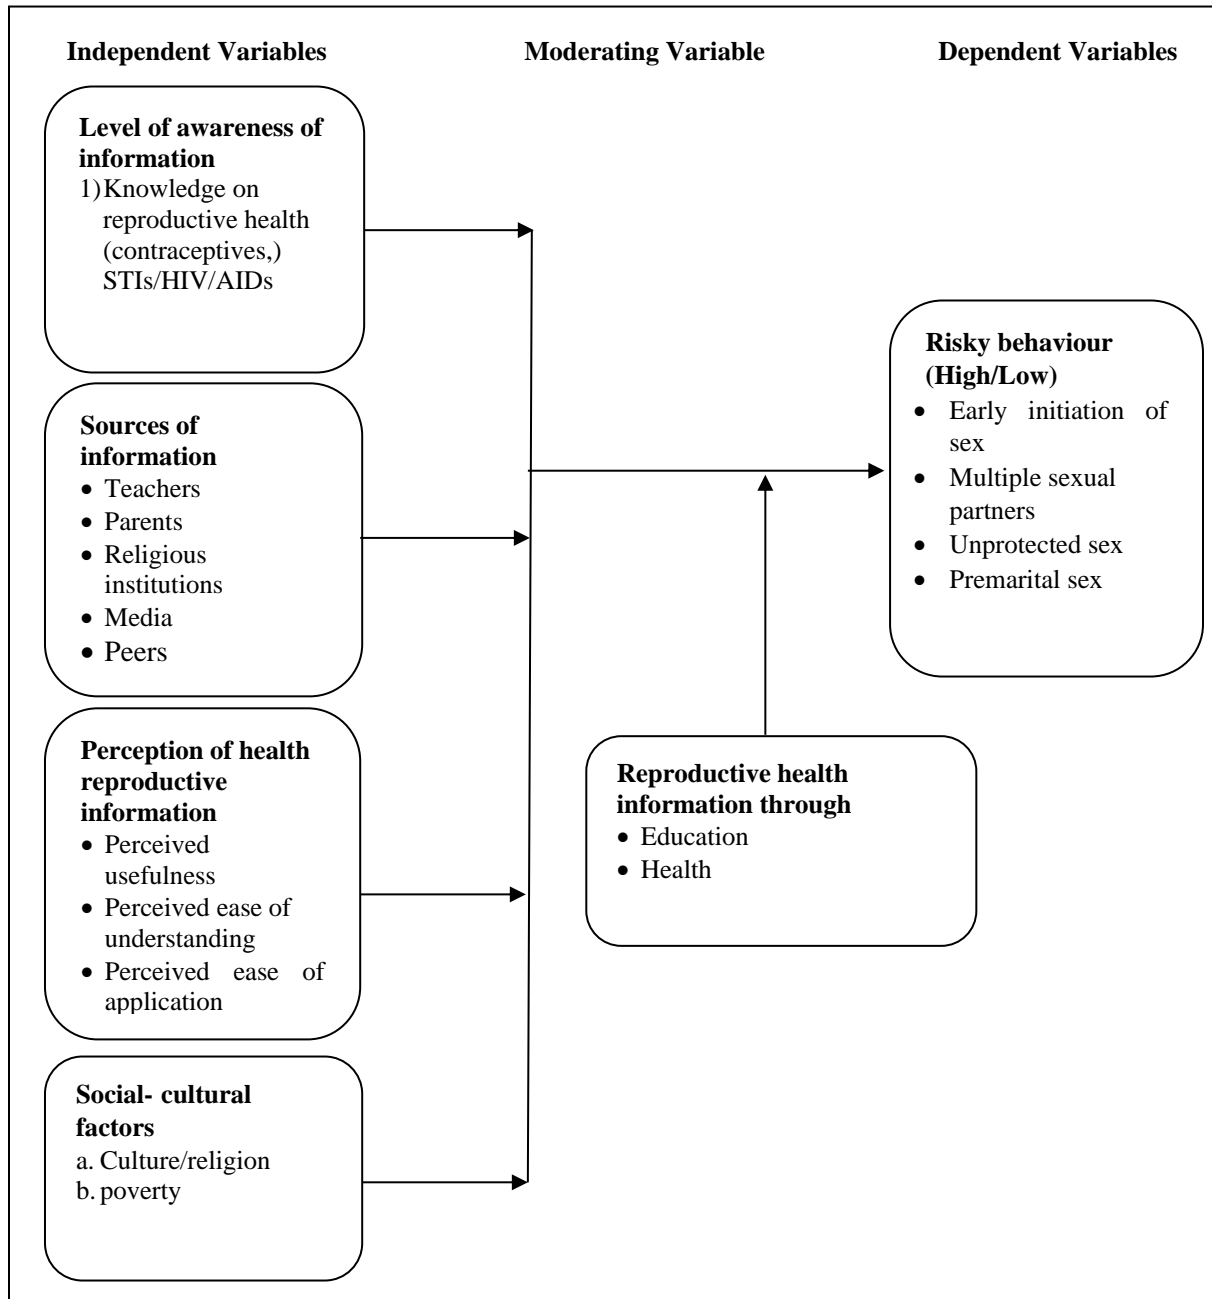 Independent Variables
Moderating Variable
Dependent Variables
Level of awareness of
information
1) Knowledge on
reproductive health
(contraceptives,)
STIs/HIV/AIDs
Sources of
information
• Teachers
• Parents
• Religious
institutions
• Media
• Peers
Perception of health
reproductive
information
• Perceived
usefulness
• Perceived ease of
understanding
• Perceived ease of
application
Social- cultural
factors
a. Culture/religion
b. poverty
Reproductive health
information through
• Education
• Health
Risky behaviour
(High/Low)
• Early initiation of
sex
• Multiple sexual
partners
• Unprotected sex
• Premarital sex